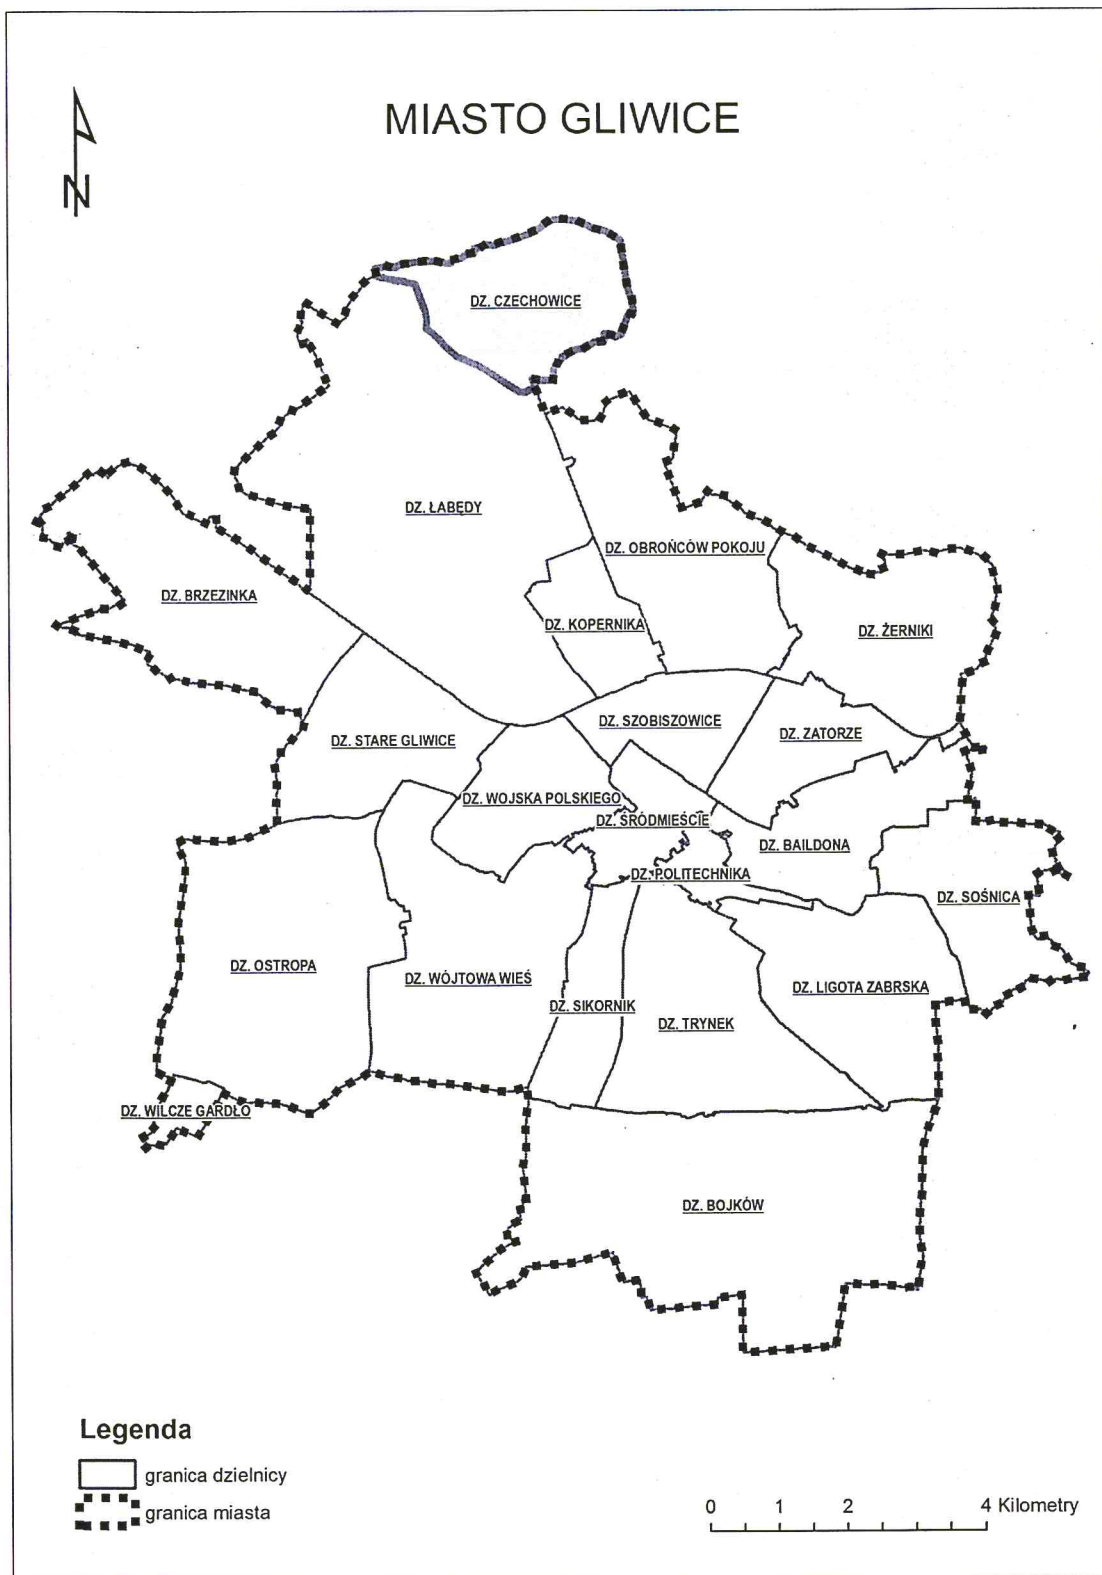 MIASTO GLIWICE
N
DZ. CZECHOWICE
DZ. ŁABĘDY
DZ. OBROŃCÓW POKOJU
DZ. BRZEZINKA
DZ. KOPERNIKA
DZ. ŻERNIKI
DZ. SZOBISZOWICE
DZ. STARE GLIWICE
DZ. ZATORZE
DZ. WOJSKA POLSKIEGO
DZ. ŚRÓDMIEŚCIE
DZ. BAILDONA
DZ. POLITECHNIKA
DZ. SOŚNICA
DZ. OSTROPA
DZ. WÓJTOWA WIEŚ
DZ. LIGOTA ZABRSKA
DZ. SIKORNIK
DZ. TRYNEK
DZ. WILCZE GARDŁO
DZ. BOJKÓW
Legenda
granica dzielnicy
granica miasta
0 1 2 4 Kilometry